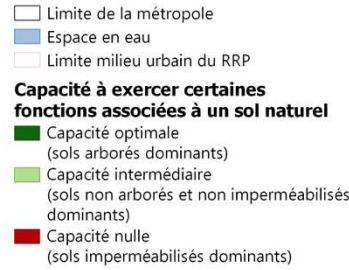 Limite de la métropole
Espace en eau
Limite milieu urbain du RRP
Capacité à exercer certaines
fonctions associées à un sol naturel
Capacité optimale
(sols arborés dominants)
Capacité intermédiaire
(sols non arborés et non imperméabilisés
dominants)
Capacité nulle
(sols imperméabilisés dominants)